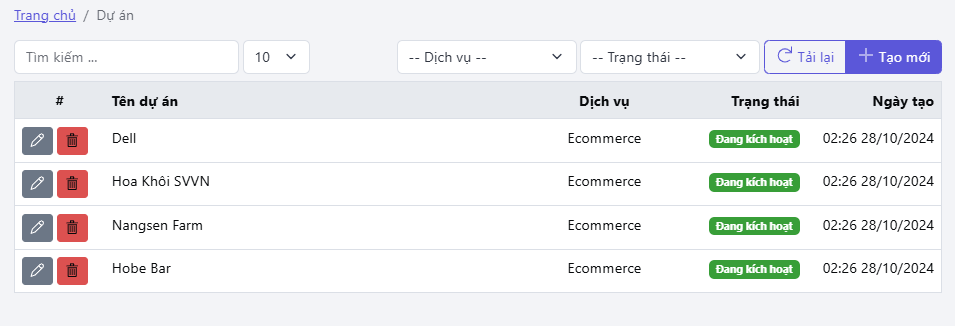 Trang chủ / Dự án
Tìm kiếm ... 10 -- Dịch vụ -- -- Trạng thái -- Tải lại Tạo mới
# Tên dự án Dịch vụ Trạng thái Ngày tạo
Dell Ecommerce Đang kích hoạt 02:26 28/10/2024
Hoa Khôi SVVN Ecommerce Đang kích hoạt 02:26 28/10/2024
Nangsen Farm Ecommerce Đang kích hoạt 02:26 28/10/2024
Hobe Bar Ecommerce Đang kích hoạt 02:26 28/10/2024